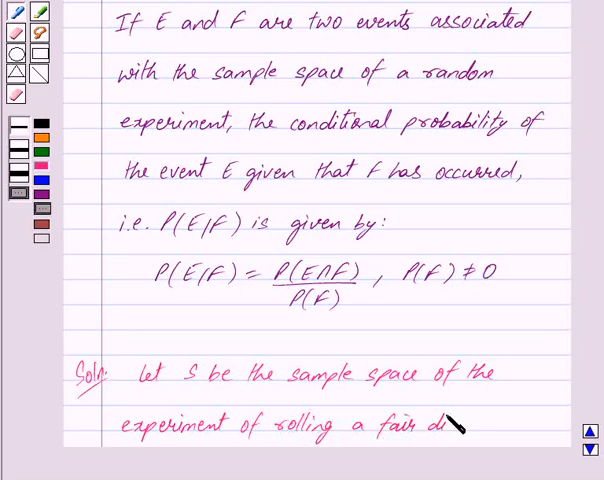 If E and F are two events associated
with the sample space of a random
experiment, the conditional probability of
the event E given that F has occurred,
i.e. P(E/F) is given by:
P(E/F) = P(E∩F) / P(F) , P(F) ≠ 0
Soln: Let S be the sample space of the
experiment of rolling a fair di